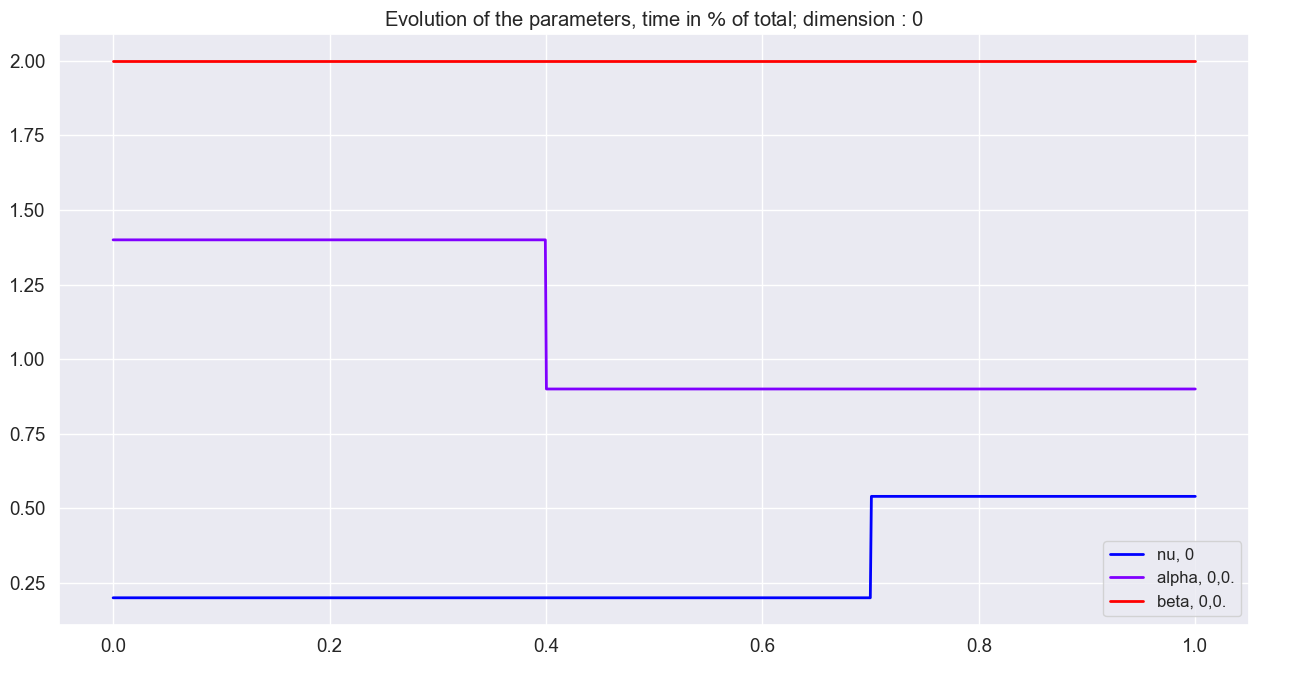 Evolution of the parameters, time in % of total; dimension : 0
2.00
1.75
1.50
1.25
1.00
0.75
0.50
0.25
nu, 0
alpha, 0,0.
beta, 0,0.
0.0 0.2 0.4 0.6 0.8 1.0